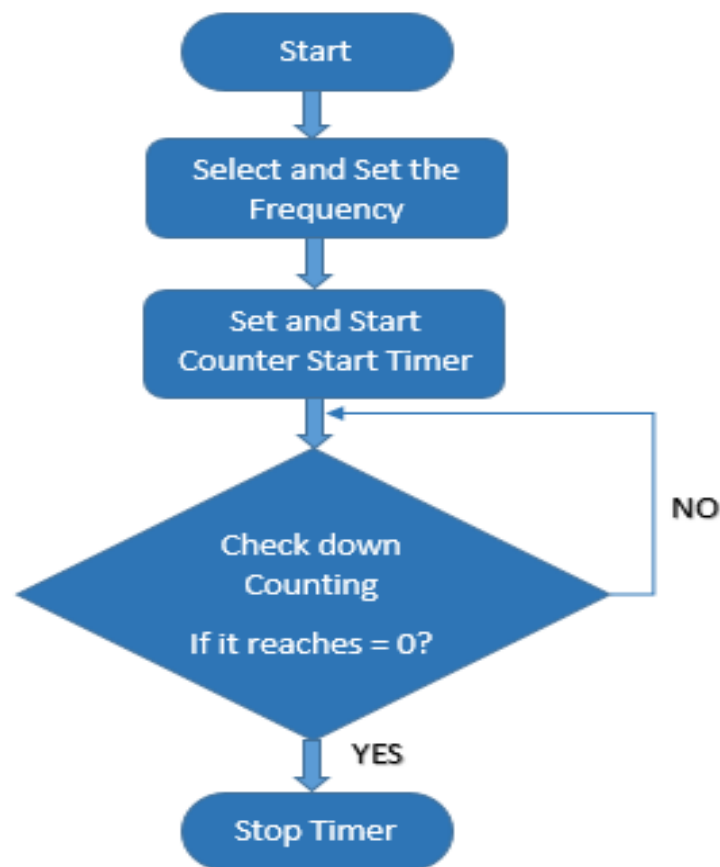 Start
Select and Set the
Frequency
Set and Start
Counter Start Timer
NO
Check down
Counting
If it reaches = 0?
YES
Stop Timer